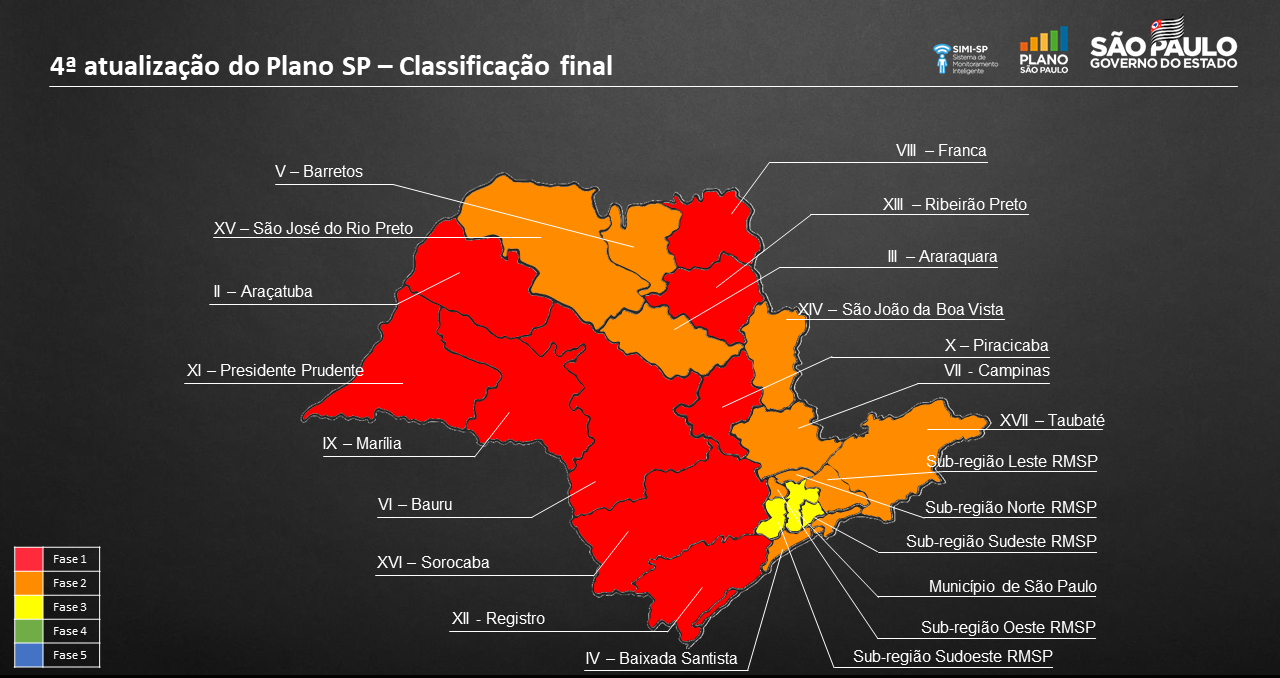 4ª atualização do Plano SP – Classificação final
SIMI-SP
Sistema de
Monitoramento
Inteligente
PLANO
SÃO PAULO
SÃO PAULO
GOVERNO DO ESTADO
V – Barretos
XV – São José do Rio Preto
II – Araçatuba
XI – Presidente Prudente
IX – Marília
VI – Bauru
XVI – Sorocaba
XII - Registro
IV – Baixada Santista
VIII – Franca
XIII – Ribeirão Preto
III – Araraquara
XIV – São João da Boa Vista
X – Piracicaba
VII - Campinas
XVII – Taubaté
Sub-região Leste RMSP
Sub-região Norte RMSP
Sub-região Sudeste RMSP
Município de São Paulo
Sub-região Oeste RMSP
Sub-região Sudoeste RMSP
Fase 1
Fase 2
Fase 3
Fase 4
Fase 5